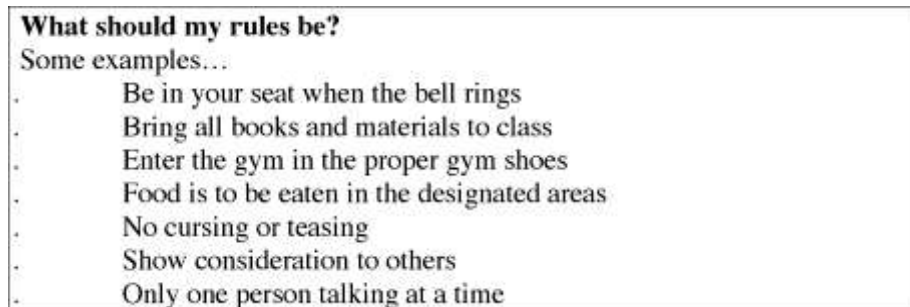 What should my rules be?
Some examples…
. Be in your seat when the bell rings
. Bring all books and materials to class
. Enter the gym in the proper gym shoes
. Food is to be eaten in the designated areas
. No cursing or teasing
. Show consideration to others
. Only one person talking at a time